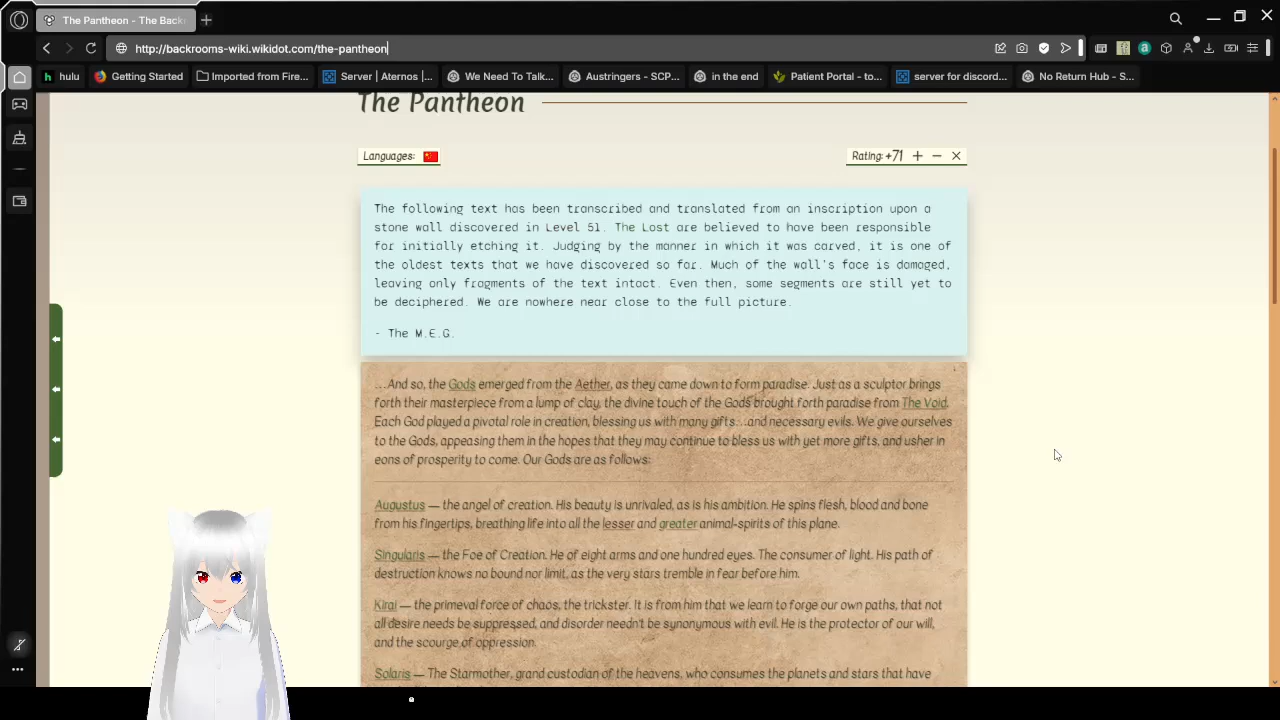 The Pantheon - The Backr
http://backrooms-wiki.wikidot.com/the-pantheon
hulu
Getting Started
Imported from Fire...
Server | Aternos |...
We Need To Talk...
Austringers - SCP...
in the end
Patient Portal - to...
server for discord...
No Return Hub - S...
The Pantheon
Languages:
Rating: +71 + − ×
The following text has been transcribed and translated from an inscription upon a
stone wall discovered in Level 51. The Lost are believed to have been responsible
for initially etching it. Judging by the manner in which it was carved, it is one of
the oldest texts that we have discovered so far. Much of the wall's face is damaged,
leaving only fragments of the text intact. Even then, some segments are still yet to
be deciphered. We are nowhere near close to the full picture.
- The M.E.G.
…And so, the Gods emerged from the Aether, as they came down to form paradise. Just as a sculptor brings
forth their masterpiece from a lump of clay, the divine touch of the Gods brought forth paradise from The Void.
Each God played a pivotal role in creation, blessing us with many gifts…and necessary evils. We give ourselves
to the Gods, appeasing them in the hopes that they may continue to bless us with yet more gifts, and usher in
eons of prosperity to come. Our Gods are as follows:
Augustus — the angel of creation. His beauty is unrivaled, as is his ambition. He spins flesh, blood and bone
from his fingertips, breathing life into all the lesser and greater animal-spirits of this plane.
Singularis — the Foe of Creation. He of eight arms and one hundred eyes. The consumer of light. His path of
destruction knows no bound nor limit, as the very stars tremble in fear before him.
Kirai — the primeval force of chaos, the trickster. It is from him that we learn to forge our own paths, that not
all desire needs be suppressed, and disorder needn't be synonymous with evil. He is the protector of our will,
and the scourge of oppression.
Solaris — The Starmother, grand custodian of the heavens, who consumes the planets and stars that have